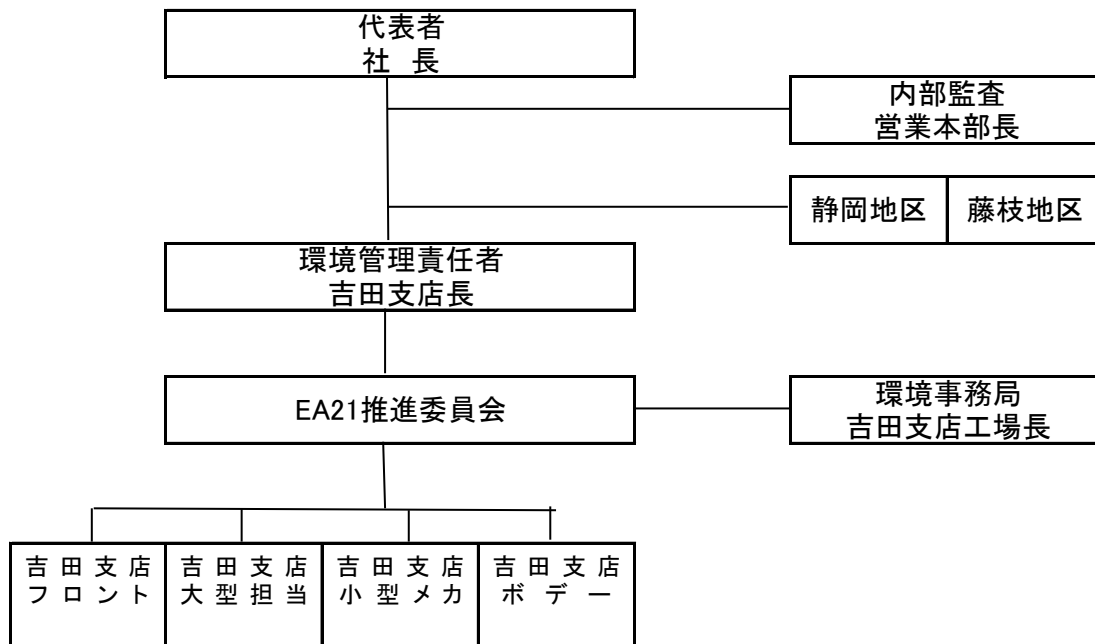 代表者
社 長
内部監査
営業本部長
静岡地区 藤枝地区
環境管理責任者
吉田支店長
EA21推進委員会
環境事務局
吉田支店工場長
吉田支店
フロント
吉田支店
大型担当
吉田支店
小型メカ
吉田支店
ボデー